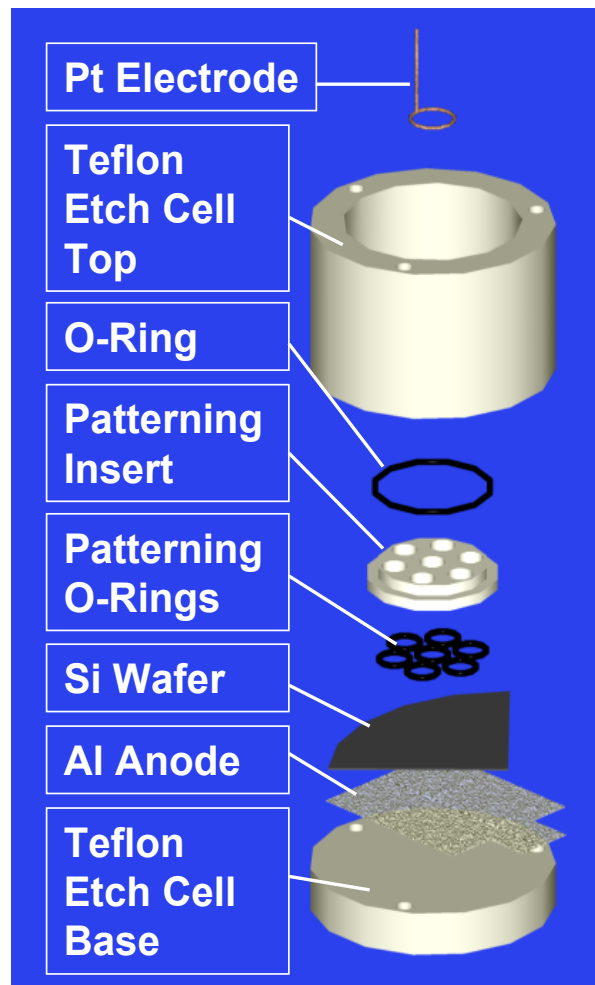 Pt Electrode
Teflon
Etch Cell
Top
O-Ring
Patterning
Insert
Patterning
O-Rings
Si Wafer
Al Anode
Teflon
Etch Cell
Base